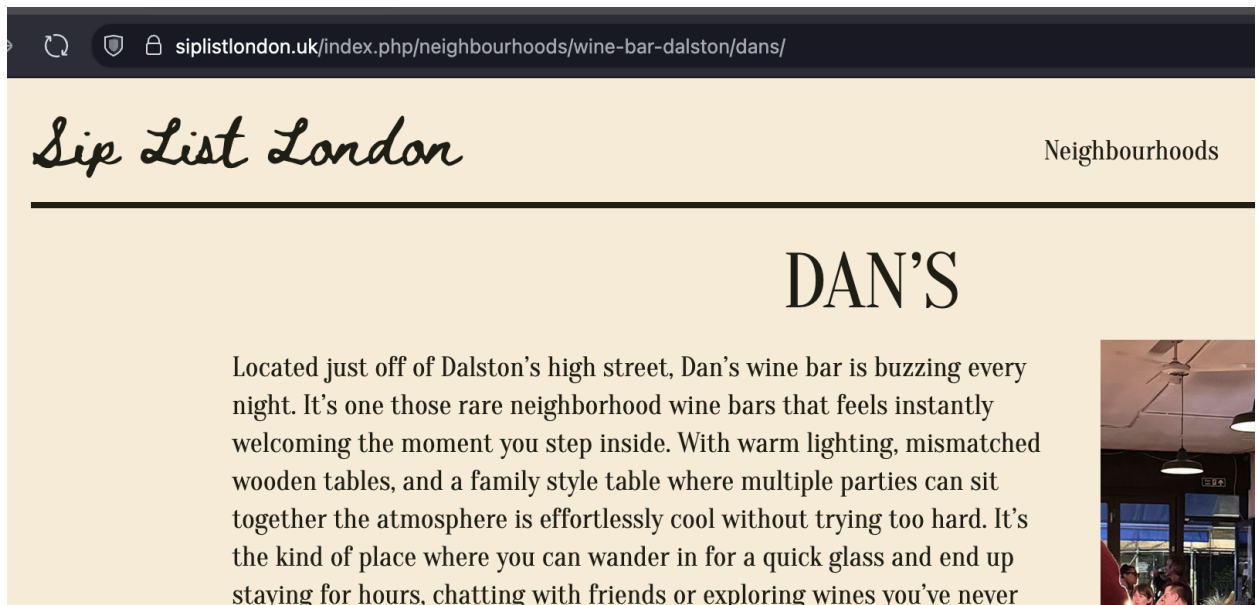 siplistlondon.uk/index.php/neighbourhoods/wine-bar-dalston/dans/
Sip List London
Neighbourhoods
DAN’S
Located just off of Dalston’s high street, Dan’s wine bar is buzzing every
night. It’s one those rare neighborhood wine bars that feels instantly
welcoming the moment you step inside. With warm lighting, mismatched
wooden tables, and a family style table where multiple parties can sit
together the atmosphere is effortlessly cool without trying too hard. It’s
the kind of place where you can wander in for a quick glass and end up
staying for hours, chatting with friends or exploring wines you’ve never